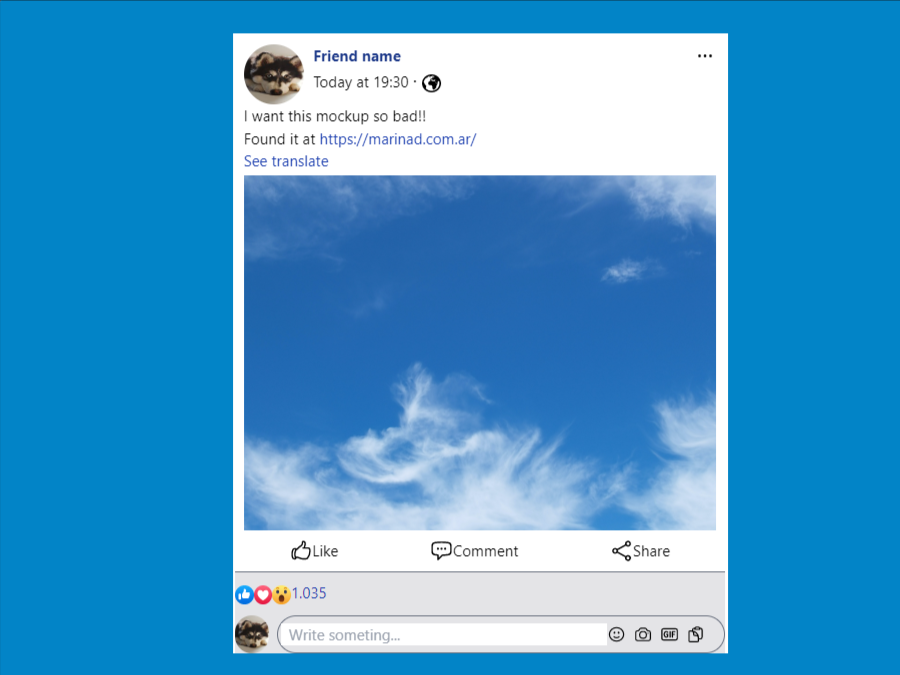 Friend name
Today at 19:30 ·
I want this mockup so bad!!
Found it at https://marinad.com.ar/
See translate
Like Comment Share
1.035
Write someting... GIF